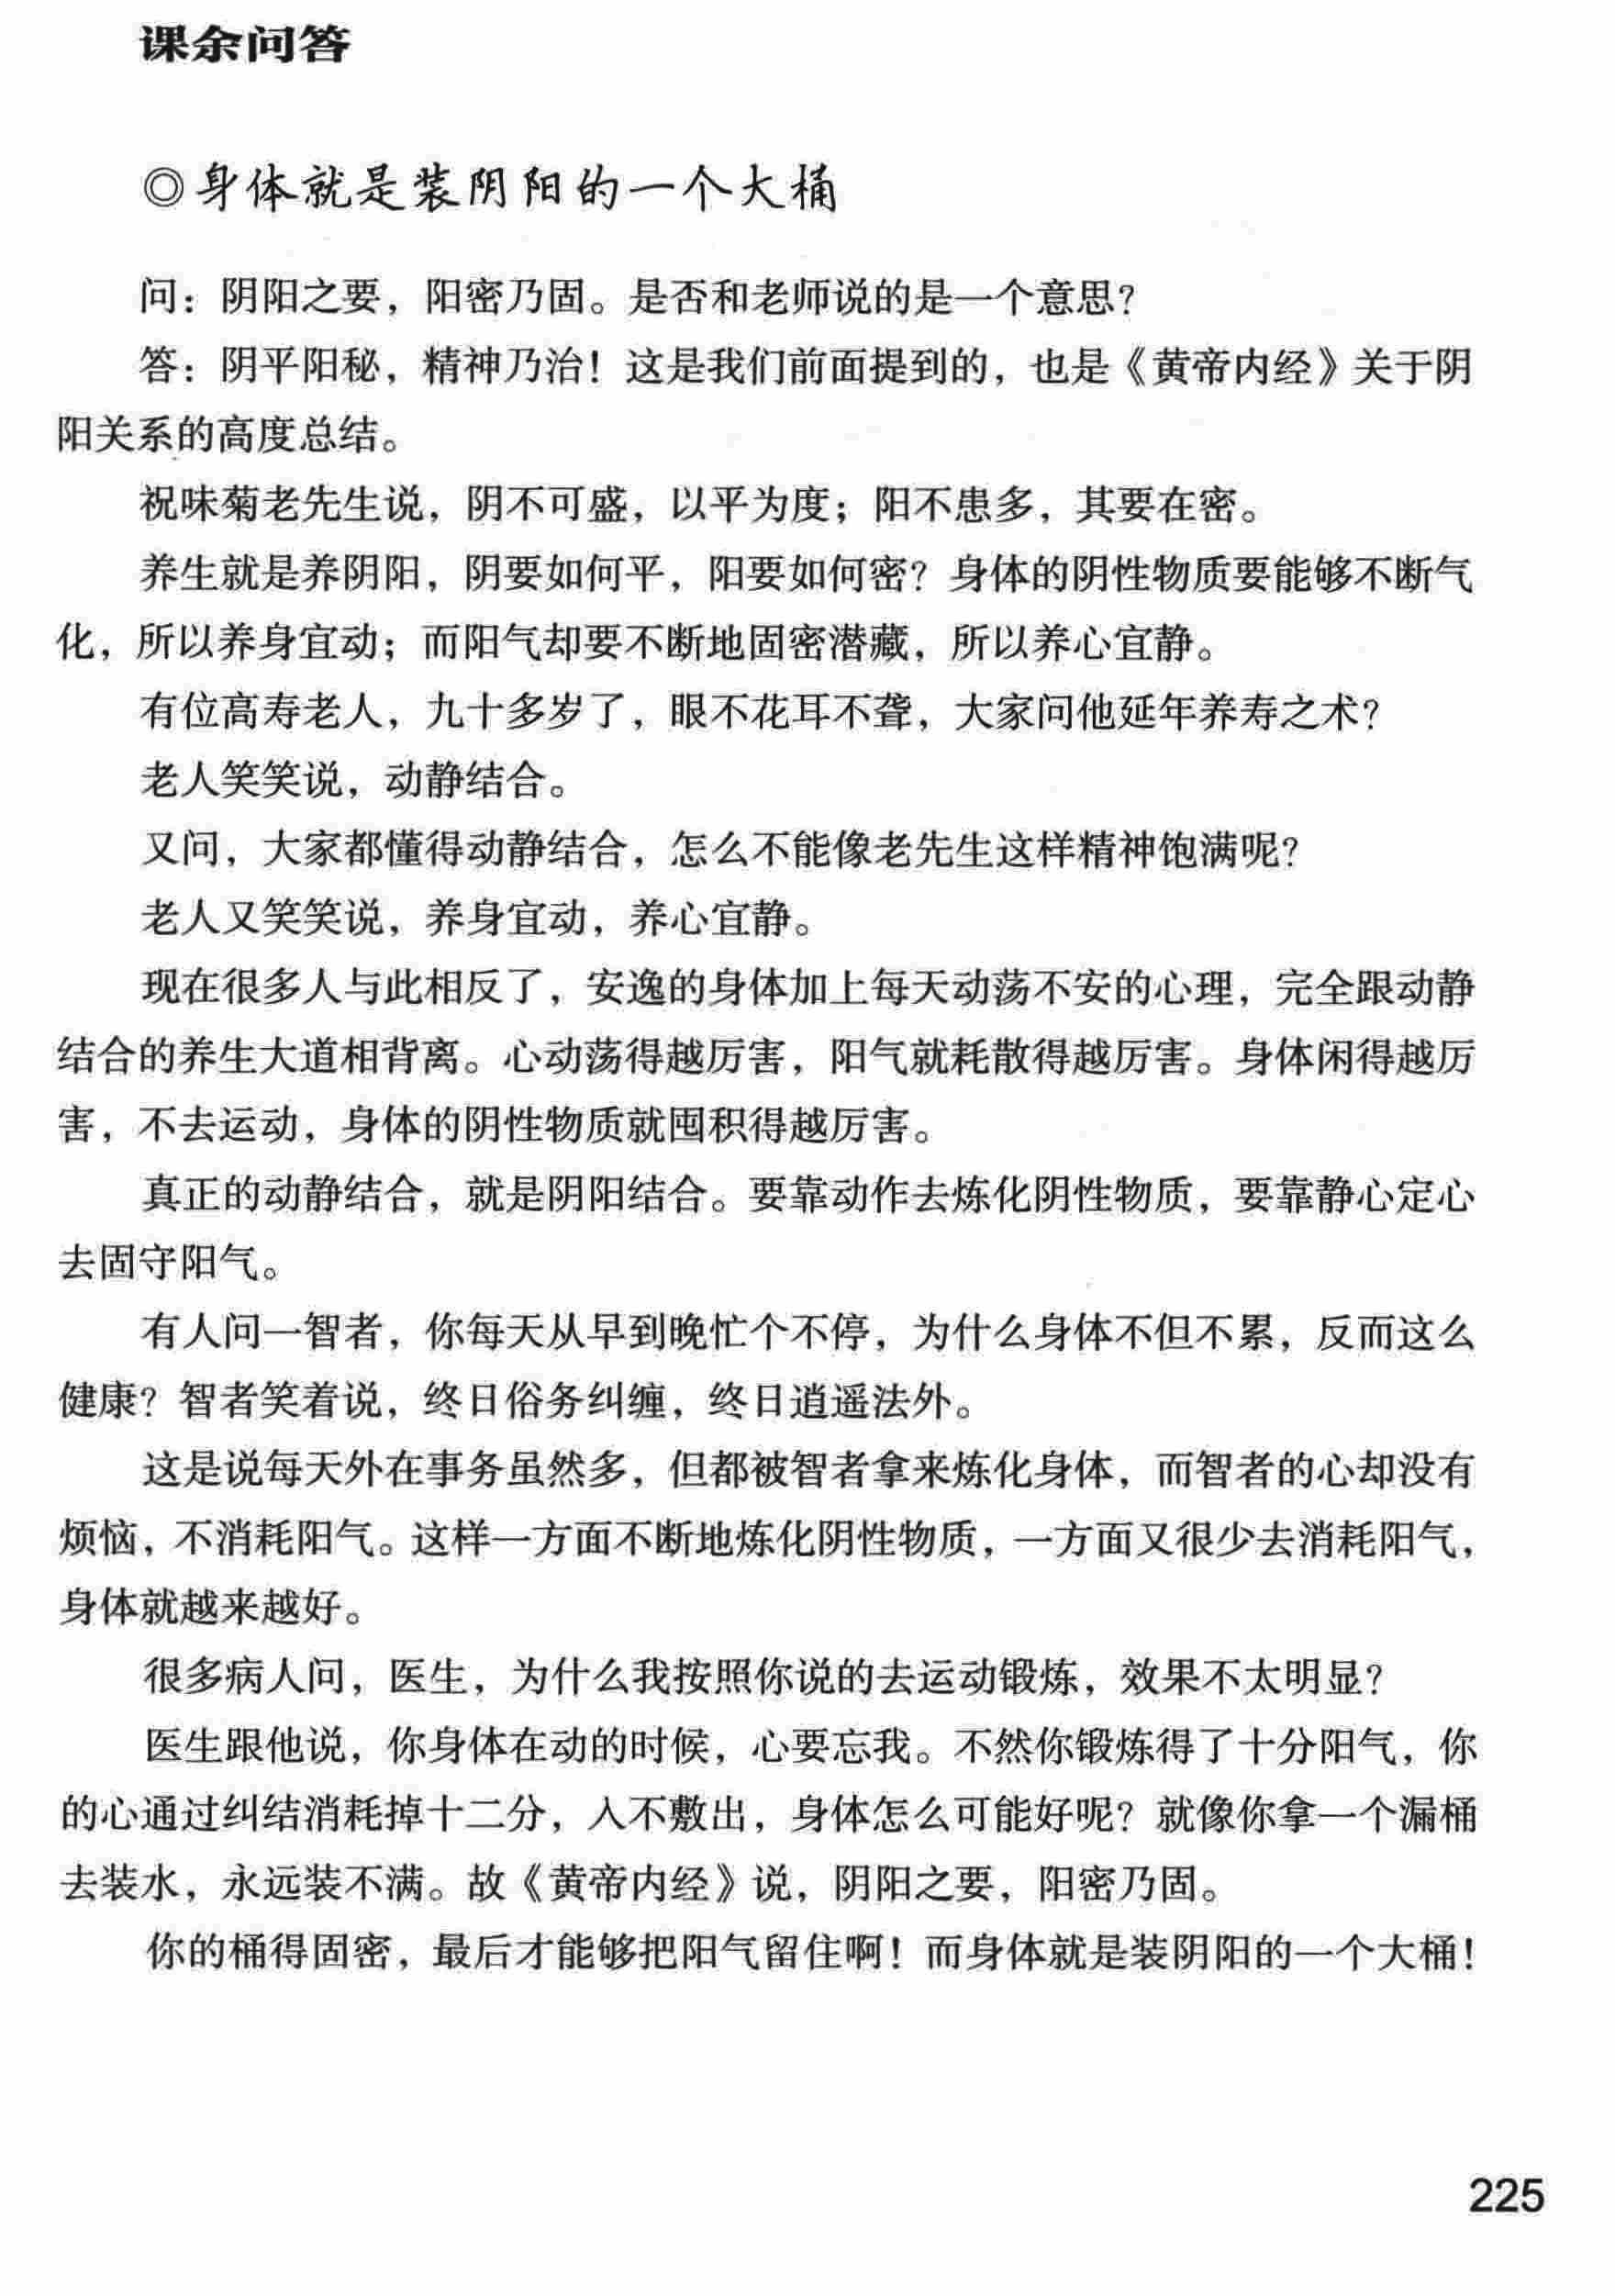 课余问答
◎身体就是装阴阳的一个大桶
问：阴阳之要，阳密乃固。是否和老师说的是一个意思？
答：阴平阳秘，精神乃治！这是我们前面提到的，也是《黄帝内经》关于阴
阳关系的高度总结。
祝味菊老先生说，阴不可盛，以平为度；阳不患多，其要在密。
养生就是养阴阳，阴要如何平，阳要如何密？身体的阴性物质要能够不断气
化，所以养身宜动；而阳气却要不断地固密潜藏，所以养心宜静。
有位高寿老人，九十多岁了，眼不花耳不聋，大家问他延年养寿之术？
老人笑笑说，动静结合。
又问，大家都懂得动静结合，怎么不能像老先生这样精神饱满呢？
老人又笑笑说，养身宜动，养心宜静。
现在很多人与此相反了，安逸的身体加上每天动荡不安的心理，完全跟动静
结合的养生大道相背离。心动荡得越厉害，阳气就耗散得越厉害。身体闲得越厉
害，不去运动，身体的阴性物质就囤积得越厉害。
真正的动静结合，就是阴阳结合。要靠动作去炼化阴性物质，要靠静心定心
去固守阳气。
有人问一智者，你每天从早到晚忙个不停，为什么身体不但不累，反而这么
健康？智者笑着说，终日俗务纠缠，终日逍遥法外。
这是说每天外在事务虽然多，但都被智者拿来炼化身体，而智者的心却没有
烦恼，不消耗阳气。这样一方面不断地炼化阴性物质，一方面又很少去消耗阳气，
身体就越来越好。
很多病人问，医生，为什么我按照你说的去运动锻炼，效果不太明显？
医生跟他说，你身体在动的时候，心要忘我。不然你锻炼得了十分阳气，你
的心通过纠结消耗掉十二分，入不敷出，身体怎么可能好呢？就像你拿一个漏桶
去装水，永远装不满。故《黄帝内经》说，阴阳之要，阳密乃固。
你的桶得固密，最后才能够把阳气留住啊！而身体就是装阴阳的一个大桶！
225